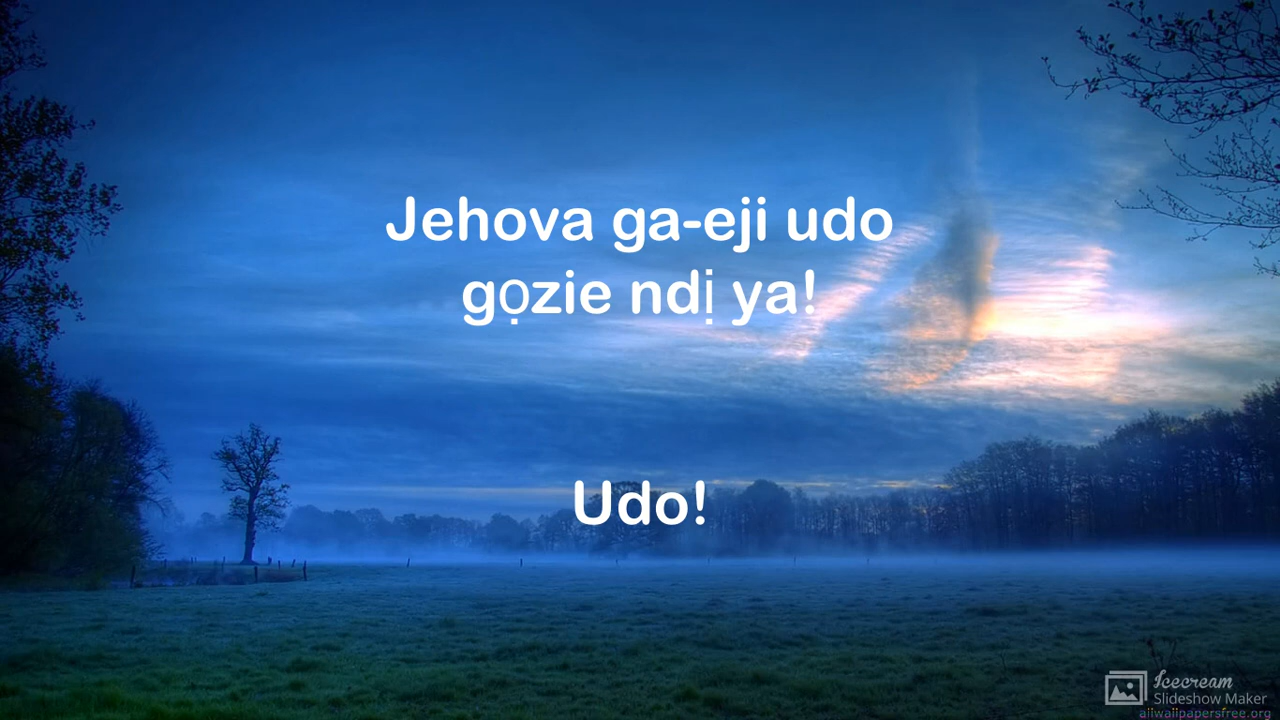 Jehova ga-eji udo
gọzie ndị ya!
Udo!
Icecream
Slideshow Maker
allwallpapersfree.org